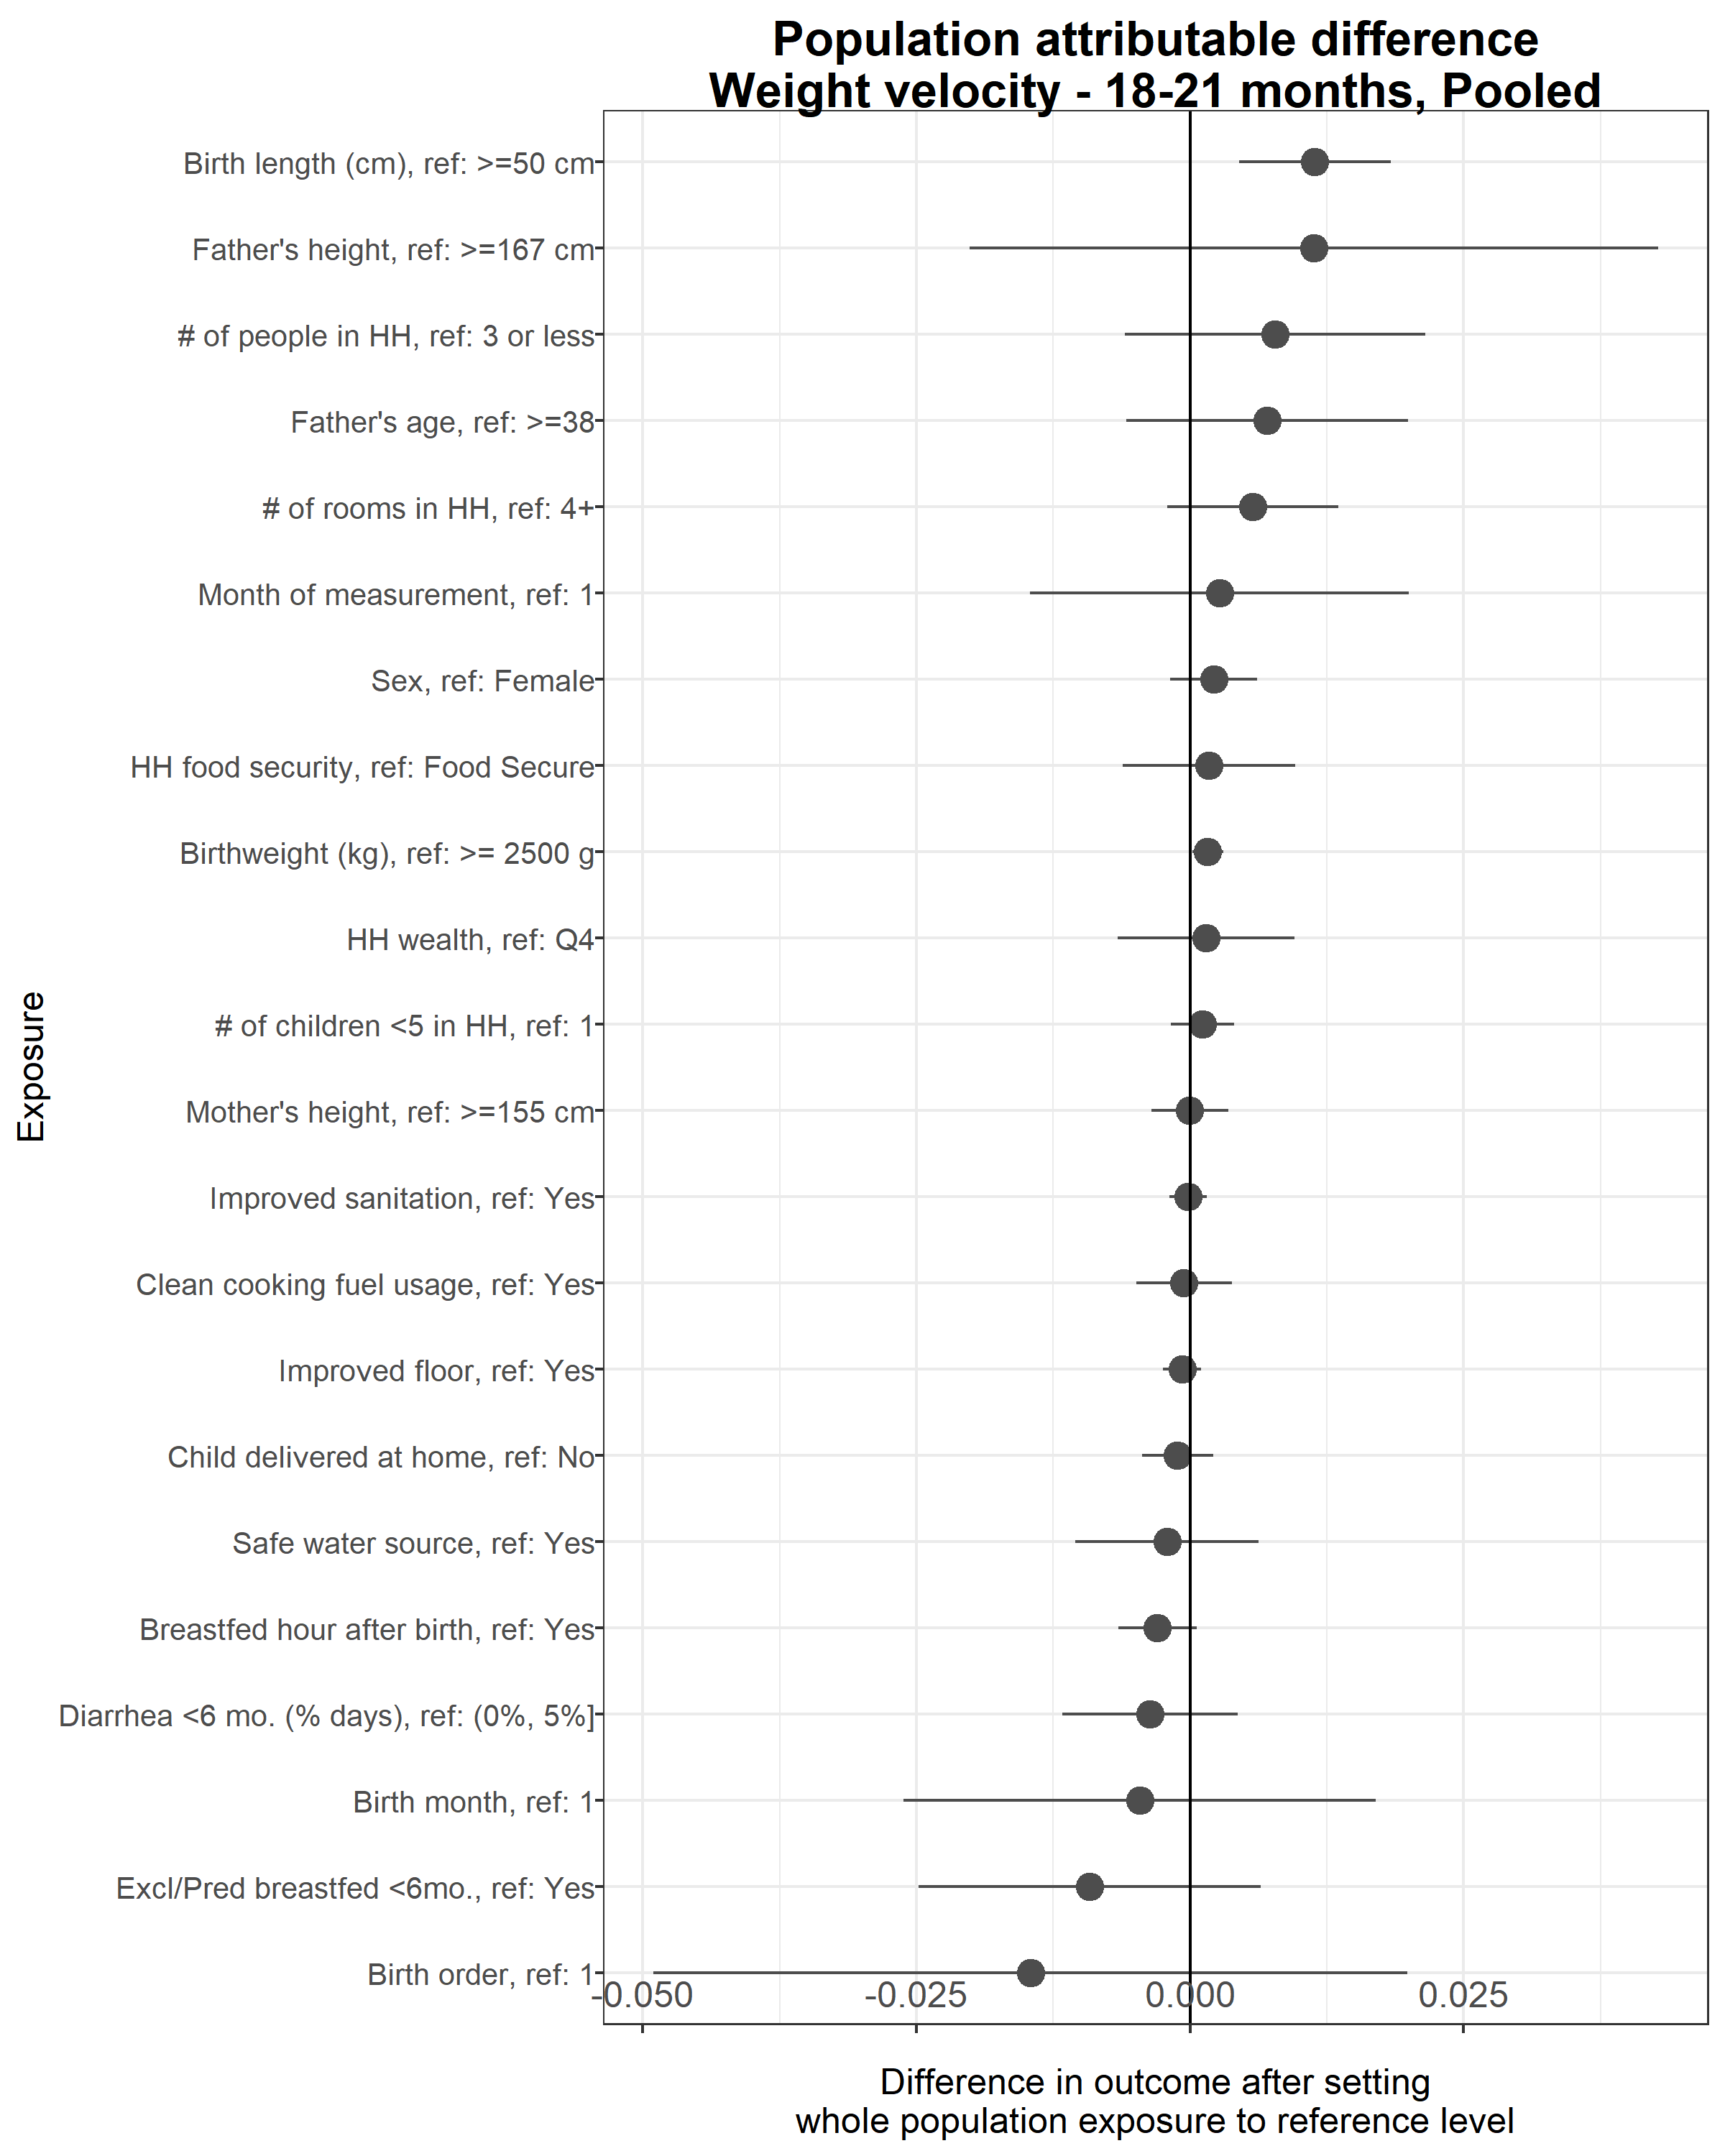 Population attributable difference
Weight velocity - 18-21 months, Pooled
Birth length (cm), ref: >=50 cm
Father's height, ref: >=167 cm
# of people in HH, ref: 3 or less
Father's age, ref: >=38
# of rooms in HH, ref: 4+
Month of measurement, ref: 1
Sex, ref: Female
HH food security, ref: Food Secure
Birthweight (kg), ref: >= 2500 g
HH wealth, ref: Q4
# of children <5 in HH, ref: 1
Mother's height, ref: >=155 cm
Improved sanitation, ref: Yes
Clean cooking fuel usage, ref: Yes
Improved floor, ref: Yes
Child delivered at home, ref: No
Safe water source, ref: Yes
Breastfed hour after birth, ref: Yes
Diarrhea <6 mo. (% days), ref: (0%, 5%]
Birth month, ref: 1
Excl/Pred breastfed <6mo., ref: Yes
Birth order, ref: 1
Exposure
-0.050 -0.025 0.000 0.025
Difference in outcome after setting
whole population exposure to reference level